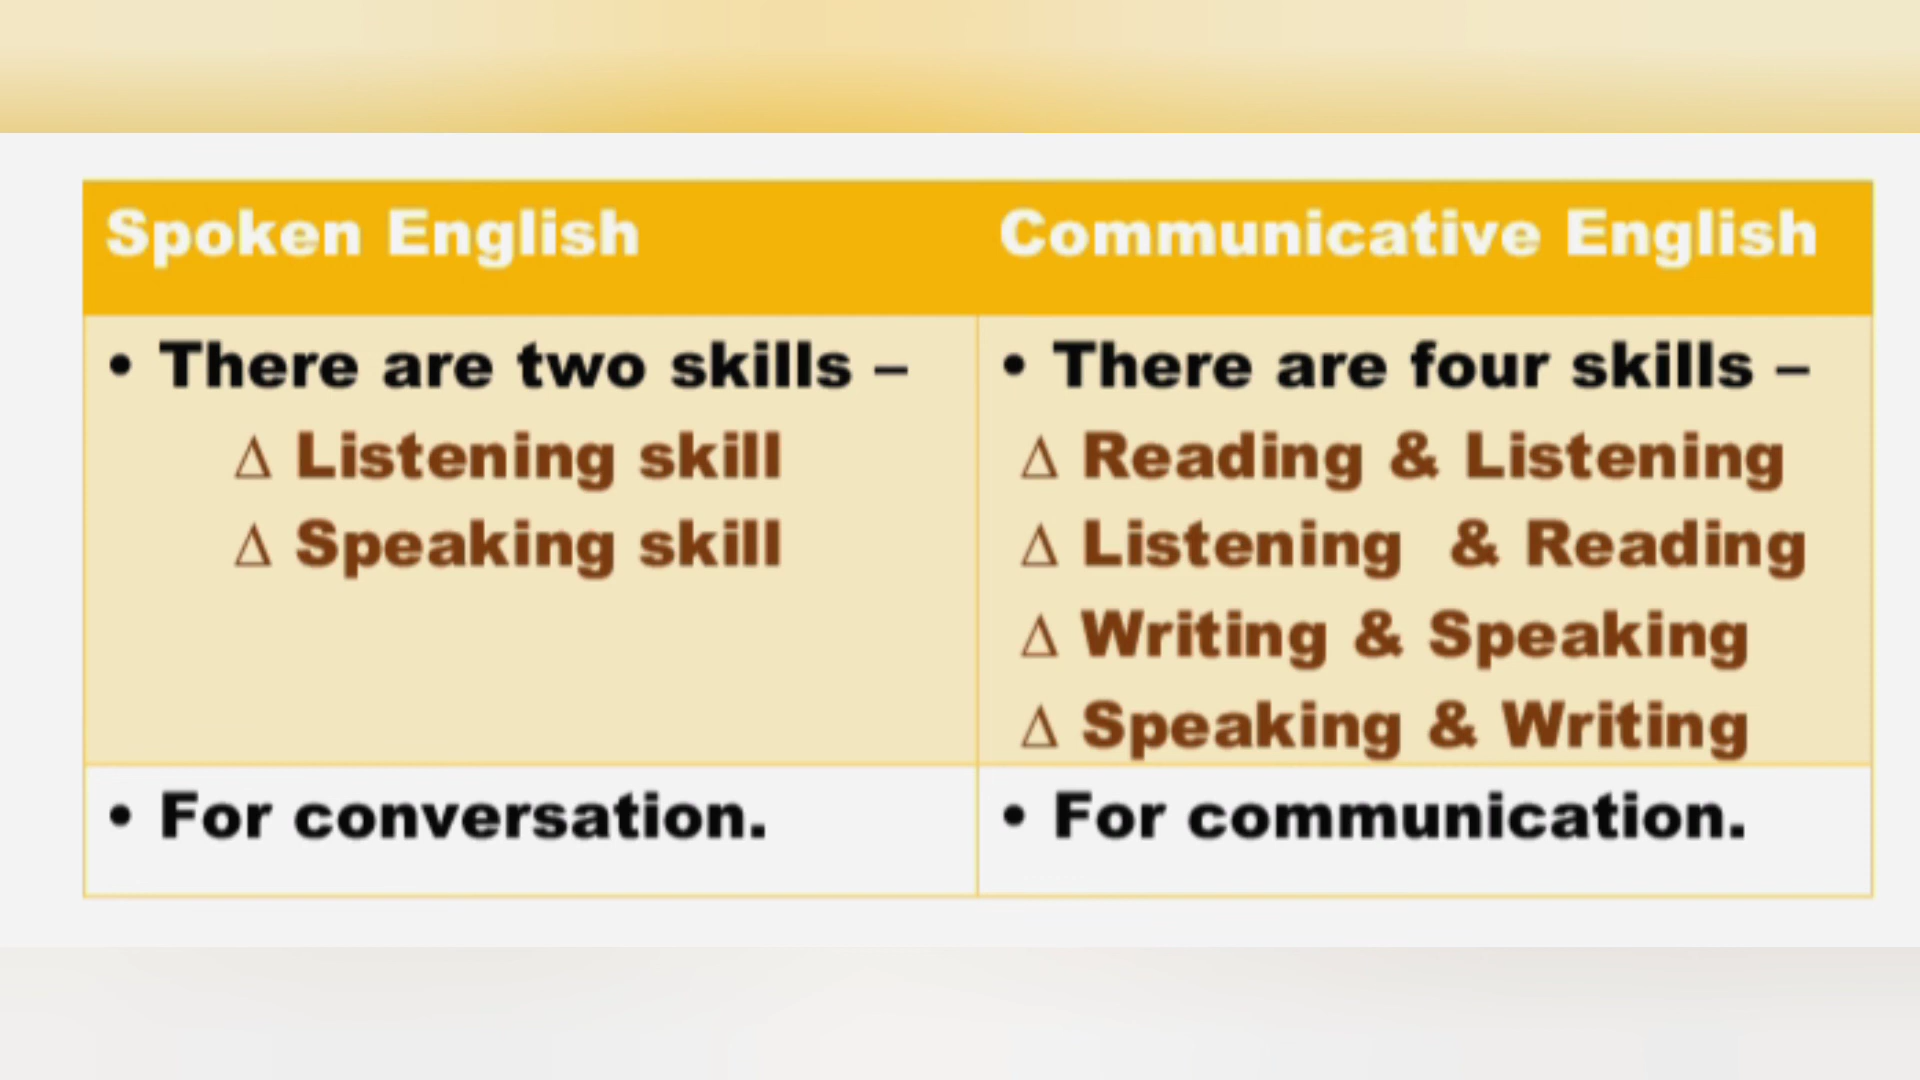 Spoken English
Communicative English
• There are two skills –
∆ Listening skill
∆ Speaking skill
• There are four skills –
∆ Reading & Listening
∆ Listening  & Reading
∆ Writing & Speaking
∆ Speaking & Writing
• For conversation.
• For communication.